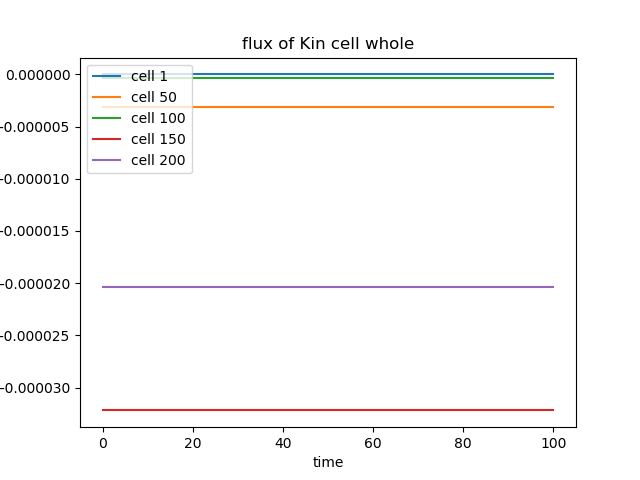 flux of Kin cell whole
0.000000
-0.000005
-0.000010
-0.000015
-0.000020
-0.000025
-0.000030
cell 1
cell 50
cell 100
cell 150
cell 200
0 20 40 60 80 100
time